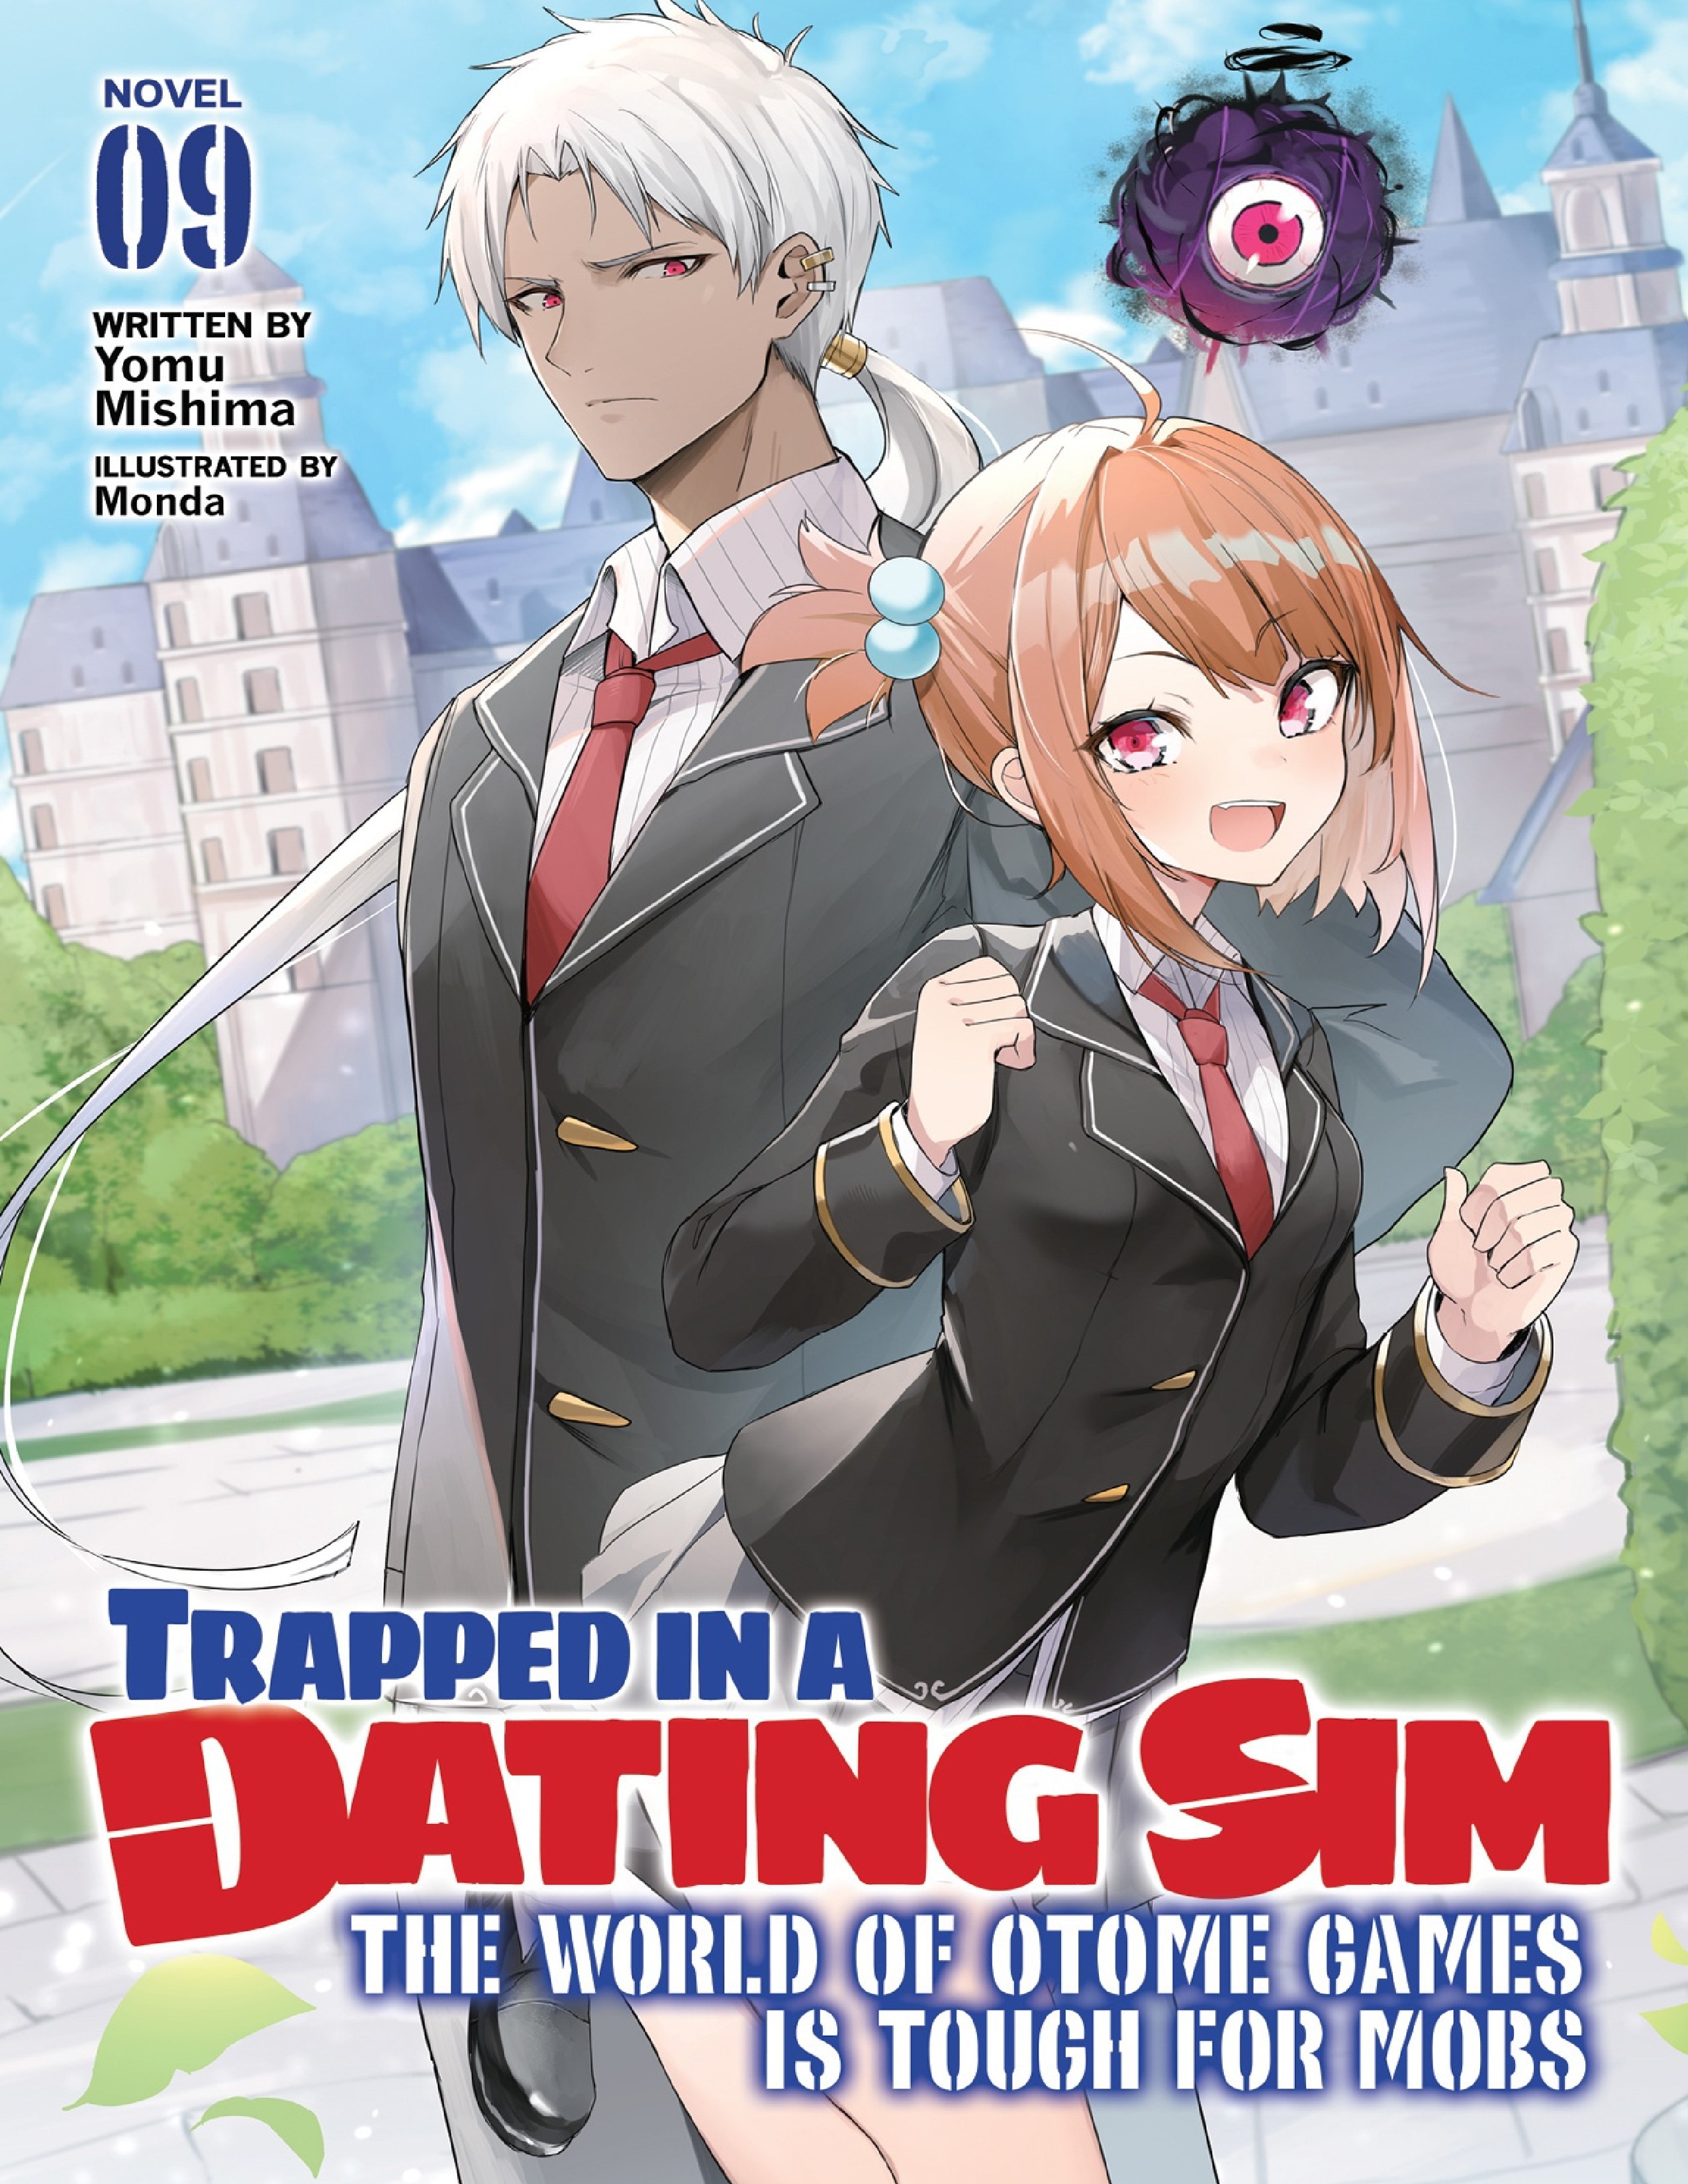 NOVEL
09
WRITTEN BY
Yomu
Mishima
ILLUSTRATED BY
Monda
TRAPPED IN A
DATING SIM
THE WORLD OF OTOME GAMES
IS TOUGH FOR MOBS